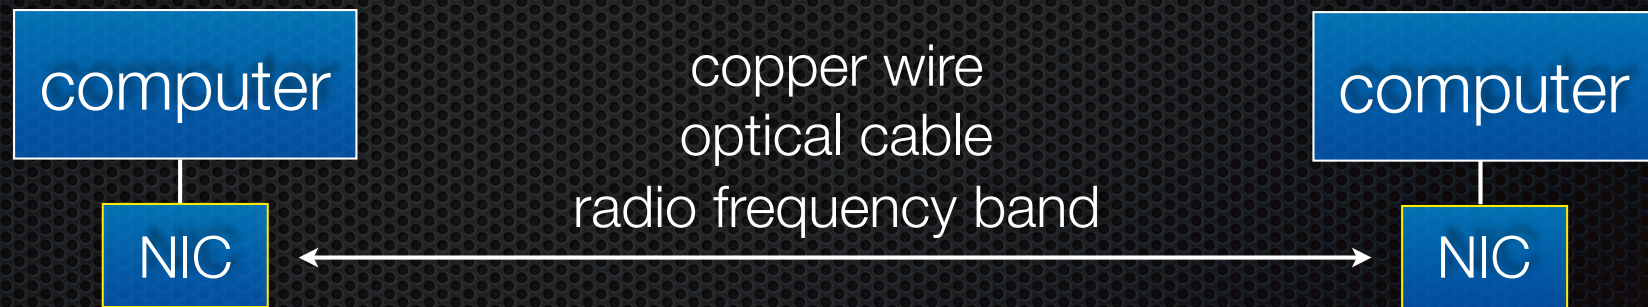 computer
copper wire
optical cable
radio frequency band
computer
NIC
NIC